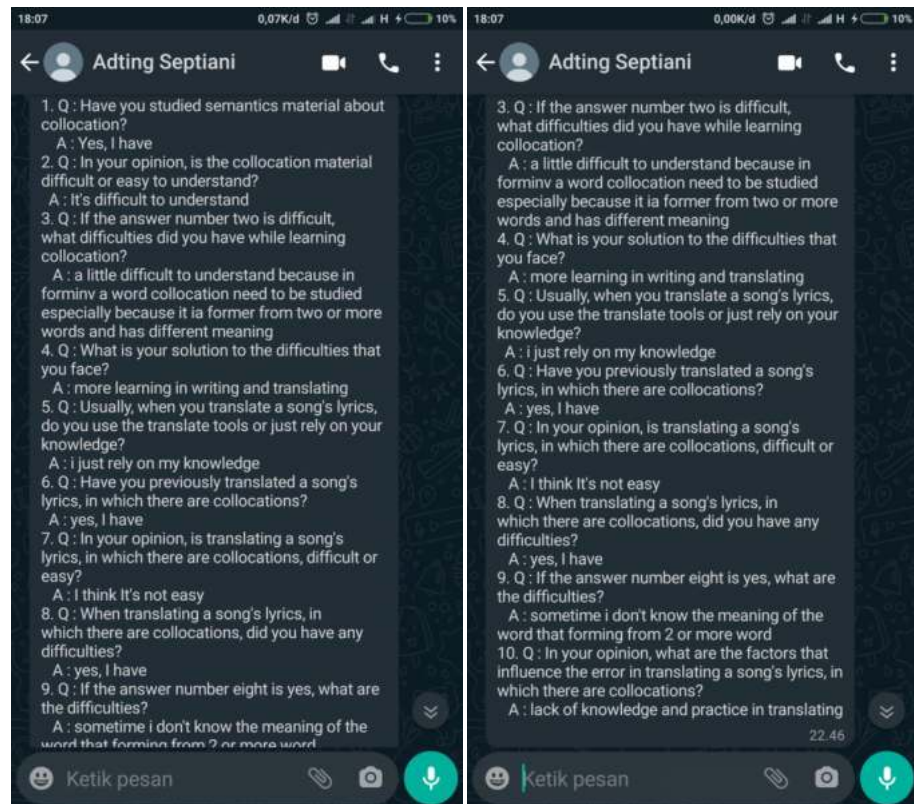 18:07
0,07K/d
H
10%
Adting Septiani
1. Q : Have you studied semantics material about
collocation?
A : Yes, I have
2. Q : In your opinion, is the collocation material
difficult or easy to understand?
A : It's difficult to understand
3. Q : If the answer number two is difficult,
what difficulties did you have while learning
collocation?
A : a little difficult to understand because in
forminv a word collocation need to be studied
especially because it ia former from two or more
words and has different meaning
4. Q : What is your solution to the difficulties that
you face?
A : more learning in writing and translating
5. Q : Usually, when you translate a song's lyrics,
do you use the translate tools or just rely on your
knowledge?
A : i just rely on my knowledge
6. Q : Have you previously translated a song's
lyrics, in which there are collocations?
A : yes, I have
7. Q : In your opinion, is translating a song's
lyrics, in which there are collocations, difficult or
easy?
A : I think It's not easy
8. Q : When translating a song's lyrics, in
which there are collocations, did you have any
difficulties?
A : yes, I have
9. Q : If the answer number eight is yes, what are
the difficulties?
A : sometime i don't know the meaning of the
word that forming from 2 or more word
Ketik pesan
18:07
0,00K/d
H
10%
Adting Septiani
3. Q : If the answer number two is difficult,
what difficulties did you have while learning
collocation?
A : a little difficult to understand because in
forminv a word collocation need to be studied
especially because it ia former from two or more
words and has different meaning
4. Q : What is your solution to the difficulties that
you face?
A : more learning in writing and translating
5. Q : Usually, when you translate a song's lyrics,
do you use the translate tools or just rely on your
knowledge?
A : i just rely on my knowledge
6. Q : Have you previously translated a song's
lyrics, in which there are collocations?
A : yes, I have
7. Q : In your opinion, is translating a song's
lyrics, in which there are collocations, difficult or
easy?
A : I think It's not easy
8. Q : When translating a song's lyrics, in
which there are collocations, did you have any
difficulties?
A : yes, I have
9. Q : If the answer number eight is yes, what are
the difficulties?
A : sometime i don't know the meaning of the
word that forming from 2 or more word
10. Q : In your opinion, what are the factors that
influence the error in translating a song's lyrics, in
which there are collocations?
A : lack of knowledge and practice in translating
22.46
Ketik pesan